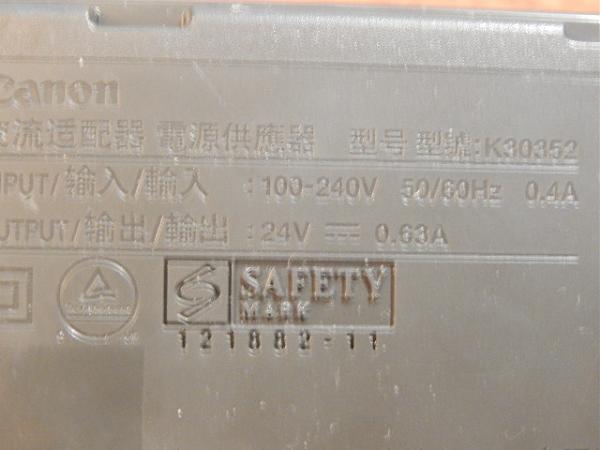 Canon
交流适配器 電源供應器 型号 型號:K30352
INPUT/输入/輸入 :100-240V 50/60Hz 0.4A
OUTPUT/输出/輸出 :24V ⎓ 0.63A
SAFETY
MARK
121882-11